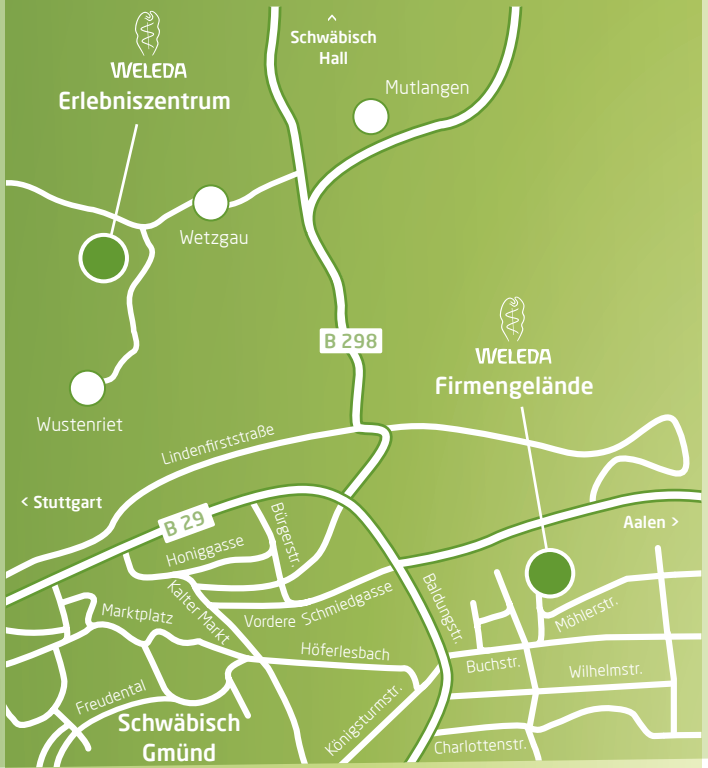 ^
Schwäbisch
Hall
WELEDA
Erlebniszentrum
Mutlangen
Wetzgau
B 298
WELEDA
Firmengelände
Wustenriet
Lindenfirststraße
< Stuttgart
B 29
Aalen >
Bürgerstr.
Honiggasse
Kalter Markt
Marktplatz
Vordere Schmiedgasse
Baldungstr.
Möhlerstr.
Höferlesbach
Buchstr.
Wilhelmstr.
Freudental
Königsturmstr.
Schwäbisch
Gmünd
Charlottenstr.